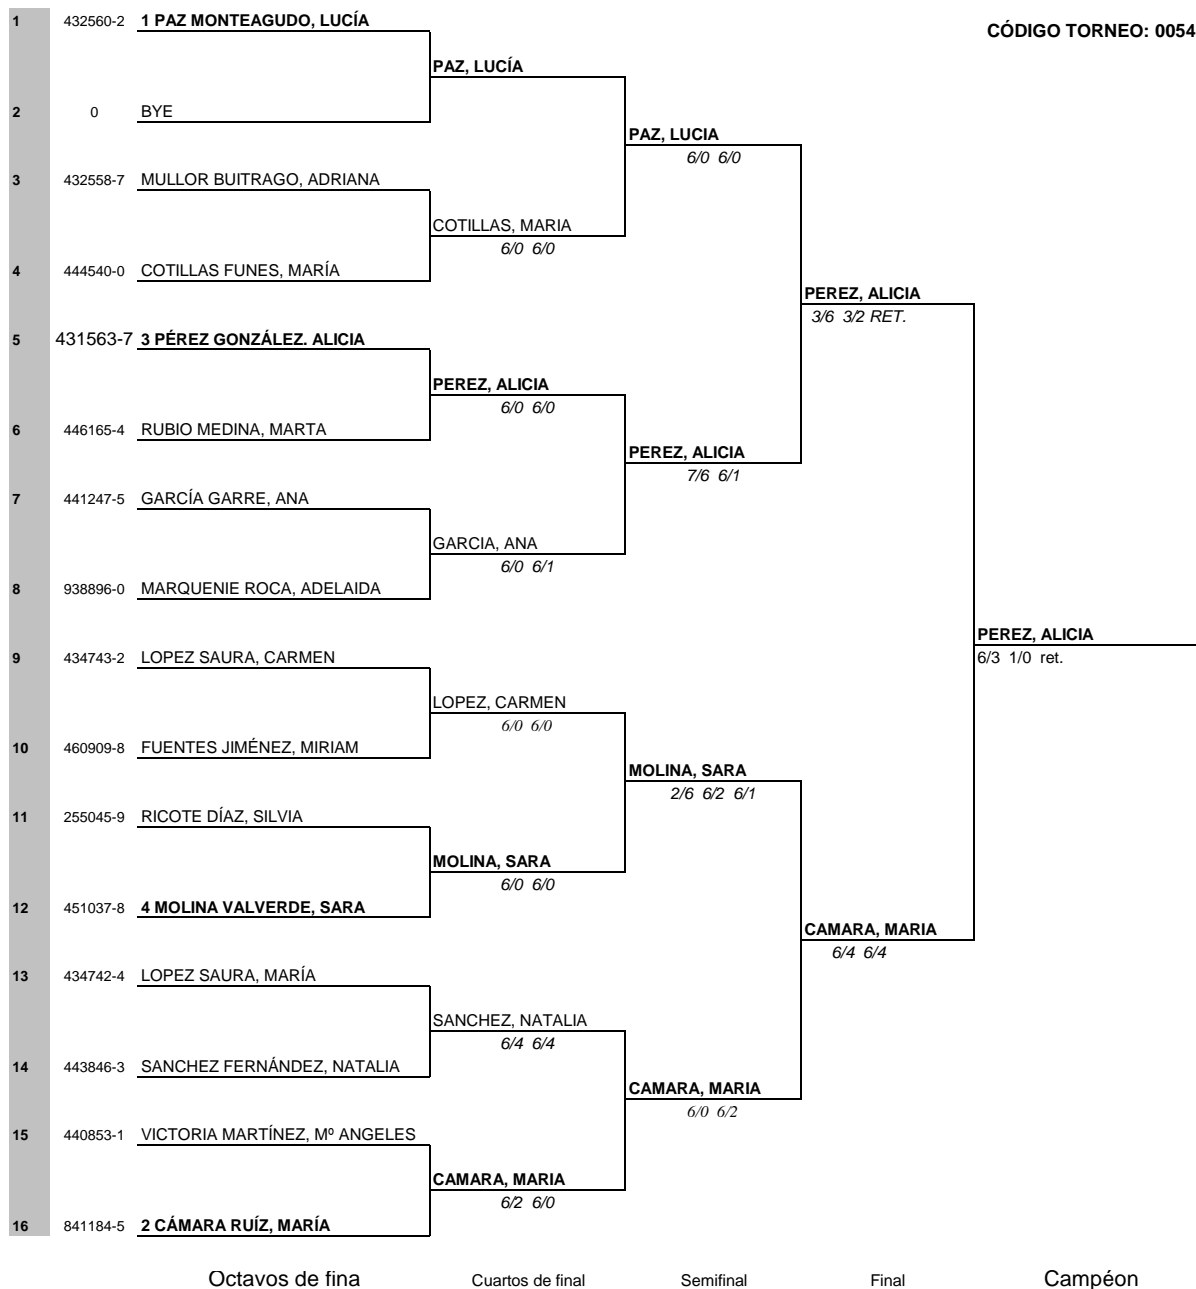 1 432560-2 1 PAZ MONTEAGUDO, LUCÍA
CÓDIGO TORNEO: 0054
PAZ, LUCÍA
2 0 BYE
PAZ, LUCIA
6/0 6/0
3 432558-7 MULLOR BUITRAGO, ADRIANA
COTILLAS, MARIA
6/0 6/0
4 444540-0 COTILLAS FUNES, MARÍA
PEREZ, ALICIA
3/6 3/2 RET.
5 431563-7 3 PÉREZ GONZÁLEZ. ALICIA
PEREZ, ALICIA
6/0 6/0
6 446165-4 RUBIO MEDINA, MARTA
PEREZ, ALICIA
7/6 6/1
7 441247-5 GARCÍA GARRE, ANA
GARCIA, ANA
6/0 6/1
8 938896-0 MARQUENIE ROCA, ADELAIDA
PEREZ, ALICIA
6/3 1/0 ret.
9 434743-2 LOPEZ SAURA, CARMEN
LOPEZ, CARMEN
6/0 6/0
10 460909-8 FUENTES JIMÉNEZ, MIRIAM
MOLINA, SARA
2/6 6/2 6/1
11 255045-9 RICOTE DÍAZ, SILVIA
MOLINA, SARA
6/0 6/0
12 451037-8 4 MOLINA VALVERDE, SARA
CAMARA, MARIA
6/4 6/4
13 434742-4 LOPEZ SAURA, MARÍA
SANCHEZ, NATALIA
6/4 6/4
14 443846-3 SANCHEZ FERNÁNDEZ, NATALIA
CAMARA, MARIA
6/0 6/2
15 440853-1 VICTORIA MARTÍNEZ, Mº ANGELES
CAMARA, MARIA
6/2 6/0
16 841184-5 2 CÁMARA RUÍZ, MARÍA
Octavos de fina Cuartos de final Semifinal Final Campéon